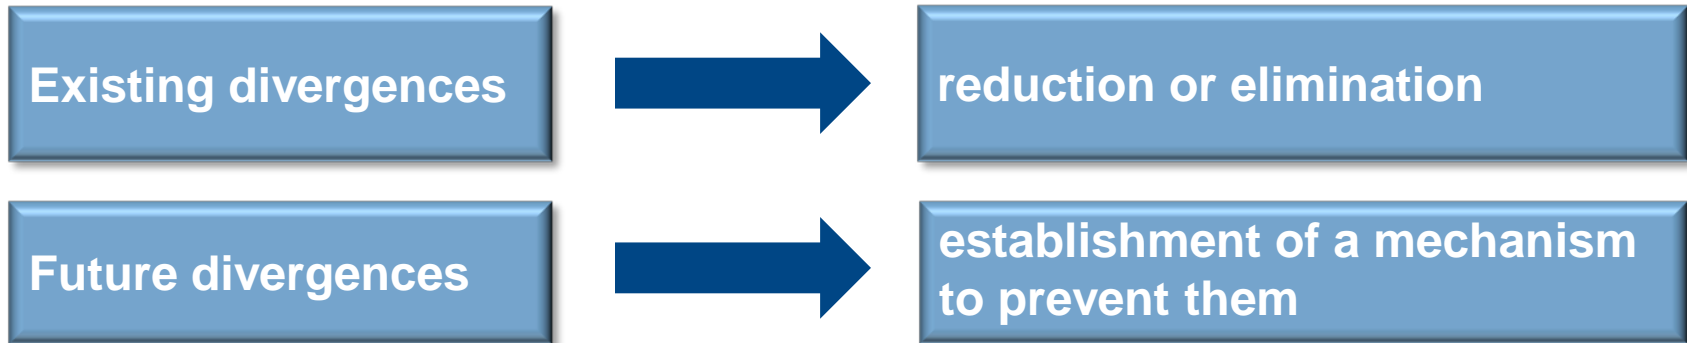 Existing divergences
reduction or elimination
Future divergences
establishment of a mechanism
to prevent them